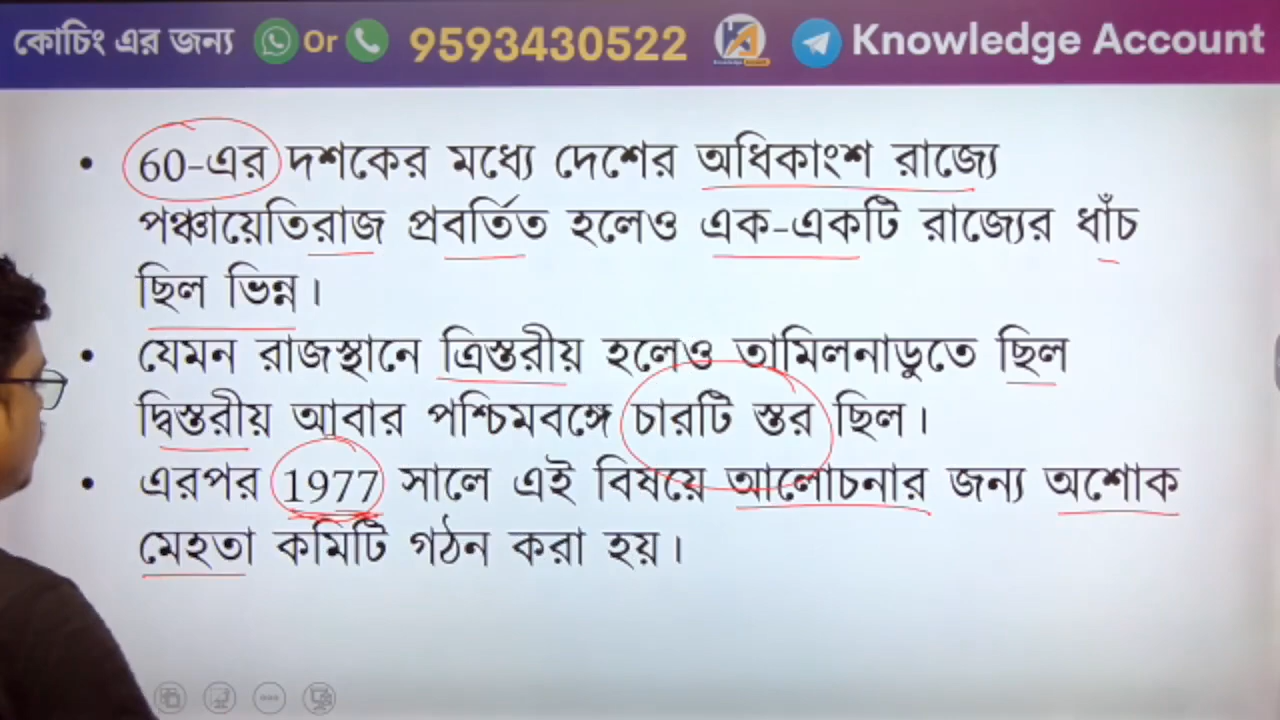 কোচিং এর জন্য Or 9593430522 Knowledge Account
• 60-এর দশকের মধ্যে দেশের অধিকাংশ রাজ্যে
পঞ্চায়েতিরাজ প্রবর্তিত হলেও এক-একটি রাজ্যের ধাঁচ
ছিল ভিন্ন।
• যেমন রাজস্থানে ত্রিস্তরীয় হলেও তামিলনাড়ুতে ছিল
দ্বিস্তরীয় আবার পশ্চিমবঙ্গে চারটি স্তর ছিল।
• এরপর 1977 সালে এই বিষয়ে আলোচনার জন্য অশোক
মেহতা কমিটি গঠন করা হয়।